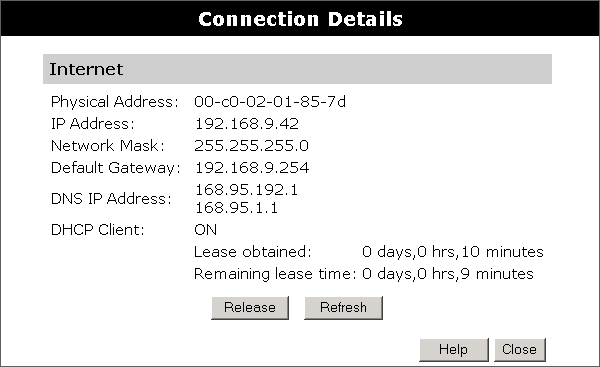 Connection Details
Internet
Physical Address: 00-c0-02-01-85-7d
IP Address: 192.168.9.42
Network Mask: 255.255.255.0
Default Gateway: 192.168.9.254
DNS IP Address: 168.95.192.1
168.95.1.1
DHCP Client: ON
Lease obtained: 0 days,0 hrs,10 minutes
Remaining lease time: 0 days,0 hrs,9 minutes
Release Refresh
Help Close